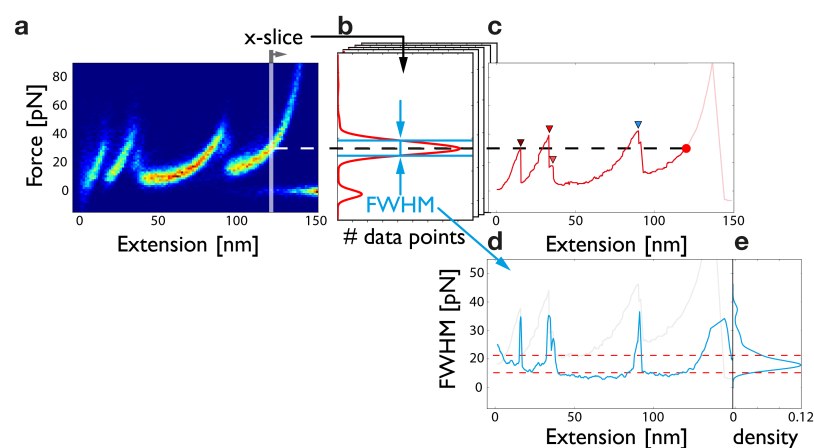 a
x-slice
b
c
Force [pN]
80
60
40
20
0
0
50
100
150
Extension [nm]
FWHM
# data points
0
50
100
150
Extension [nm]
d
e
FWHM [pN]
50
40
30
20
10
0
0
50
100
0
0.12
Extension [nm]
density